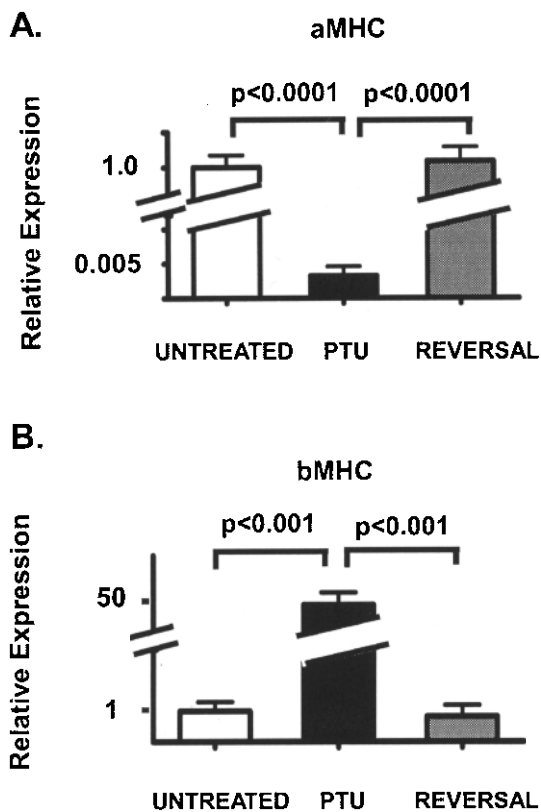 A.
aMHC
p<0.0001 p<0.0001
Relative Expression
1.0
0.005
UNTREATED PTU REVERSAL
B.
bMHC
p<0.001 p<0.001
Relative Expression
50
1
UNTREATED PTU REVERSAL